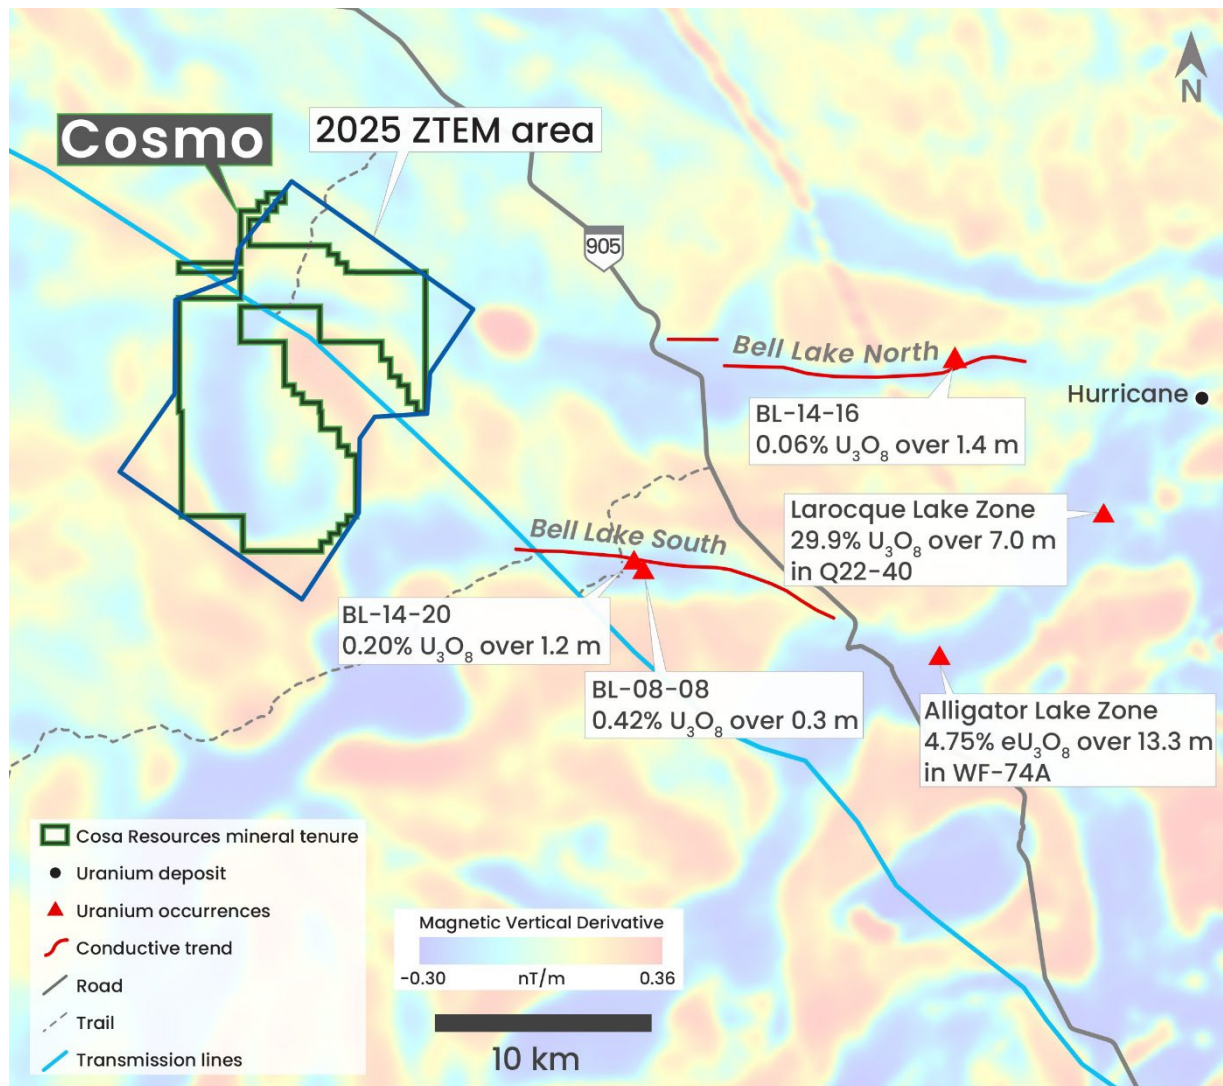 Cosmo
2025 ZTEM area
N
905
Bell Lake North
Hurricane
BL-14-16
0.06% U₃O₈ over 1.4 m
Larocque Lake Zone
29.9% U₃O₈ over 7.0 m
in Q22-40
Bell Lake South
BL-14-20
0.20% U₃O₈ over 1.2 m
BL-08-08
0.42% U₃O₈ over 0.3 m
Alligator Lake Zone
4.75% eU₃O₈ over 13.3 m
in WF-74A
Cosa Resources mineral tenure
Uranium deposit
Uranium occurrences
Conductive trend
Road
Trail
Transmission lines
Magnetic Vertical Derivative
-0.30 nT/m 0.36
10 km